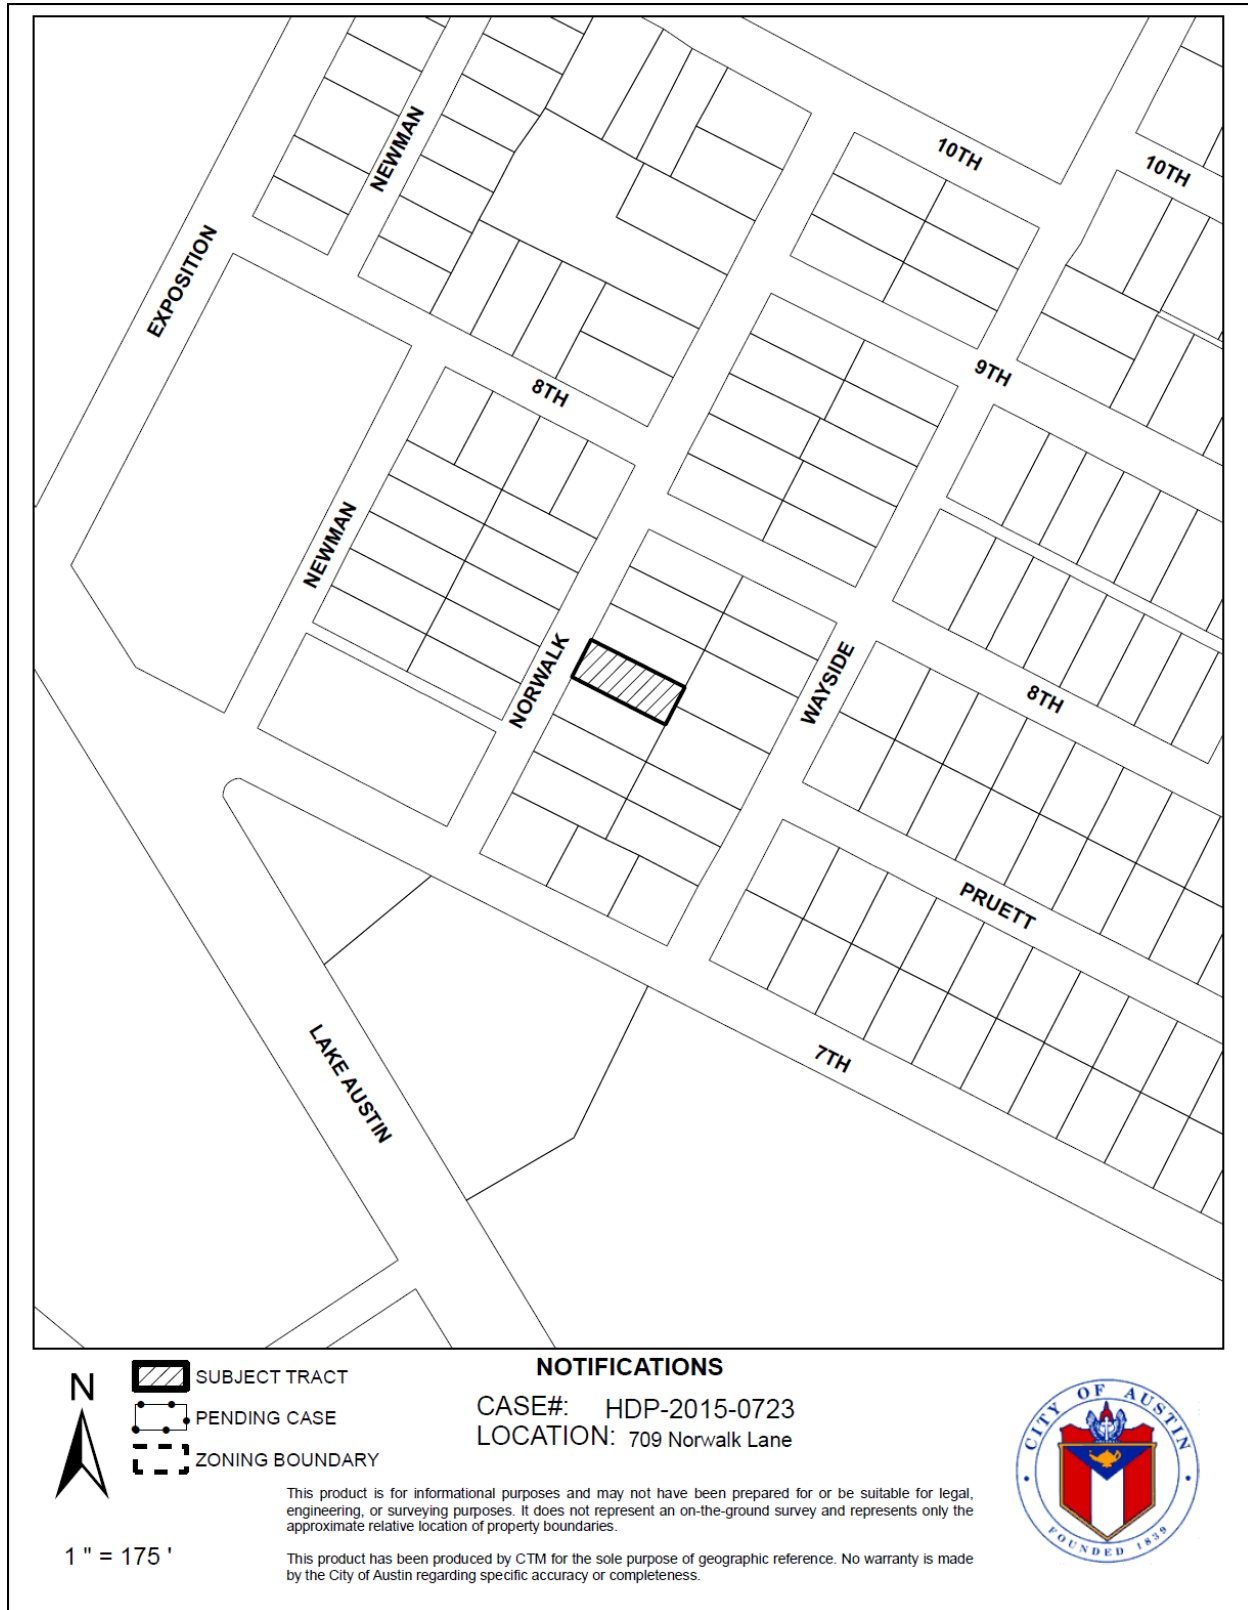 10TH
10TH
NEWMAN
EXPOSITION
9TH
8TH
NEWMAN
NORWALK
WAYSIDE
8TH
PRUETT
7TH
LAKE AUSTIN
N
SUBJECT TRACT
PENDING CASE
ZONING BOUNDARY
1 " = 175 '
NOTIFICATIONS
CASE#: HDP-2015-0723
LOCATION: 709 Norwalk Lane
This product is for informational purposes and may not have been prepared for or be suitable for legal,
engineering, or surveying purposes. It does not represent an on-the-ground survey and represents only the
approximate relative location of property boundaries.
This product has been produced by CTM for the sole purpose of geographic reference. No warranty is made
by the City of Austin regarding specific accuracy or completeness.
CITY OF AUSTIN
FOUNDED 1839